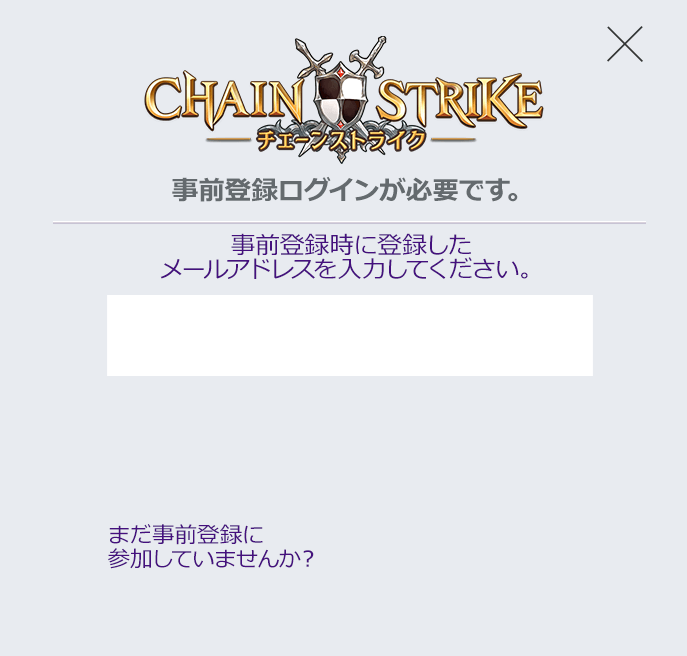 CHAIN STRIKE
チェーンストライク
事前登録ログインが必要です。
事前登録時に登録した
メールアドレスを入力してください。
まだ事前登録に
参加していませんか?